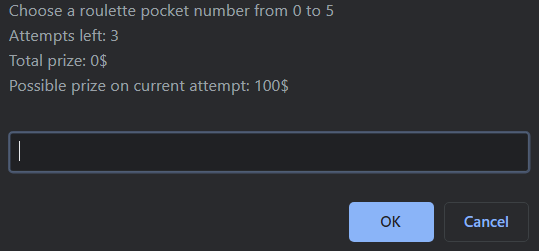 Choose a roulette pocket number from 0 to 5
Attempts left: 3
Total prize: 0$
Possible prize on current attempt: 100$
OK
Cancel